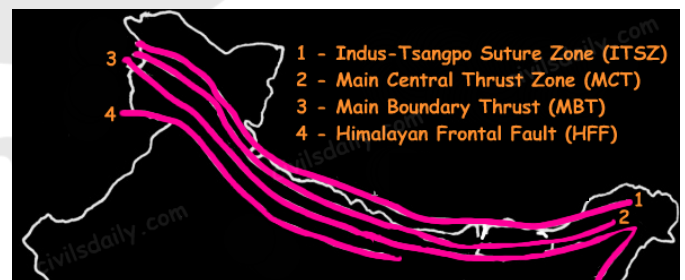 1 - Indus-Tsangpo Suture Zone (ITSZ)
3
2 - Main Central Thrust Zone (MCT)
3 - Main Boundary Thrust (MBT)
4
4 - Himalayan Frontal Fault (HFF)
civilsdaily.com
civilsdaily.com
1
2
civilsdaily.com